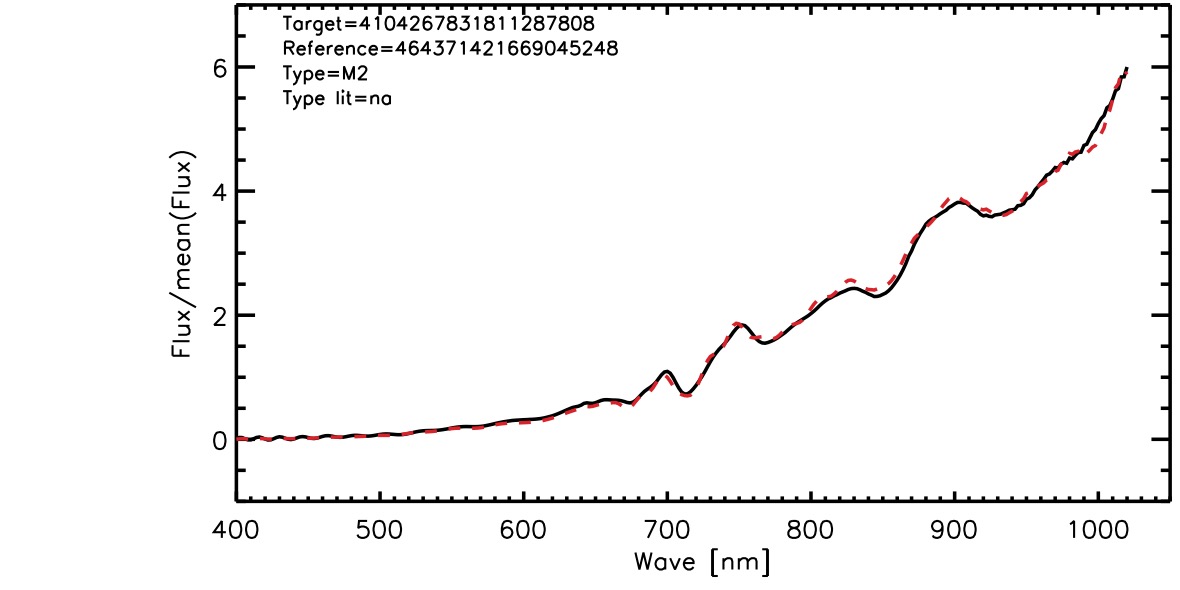 Target=4104267831811287808
Reference=464371421669045248
Type=M2
Type lit=na
Flux/mean(Flux)
6
4
2
0
400 500 600 700 800 900 1000
Wave [nm]